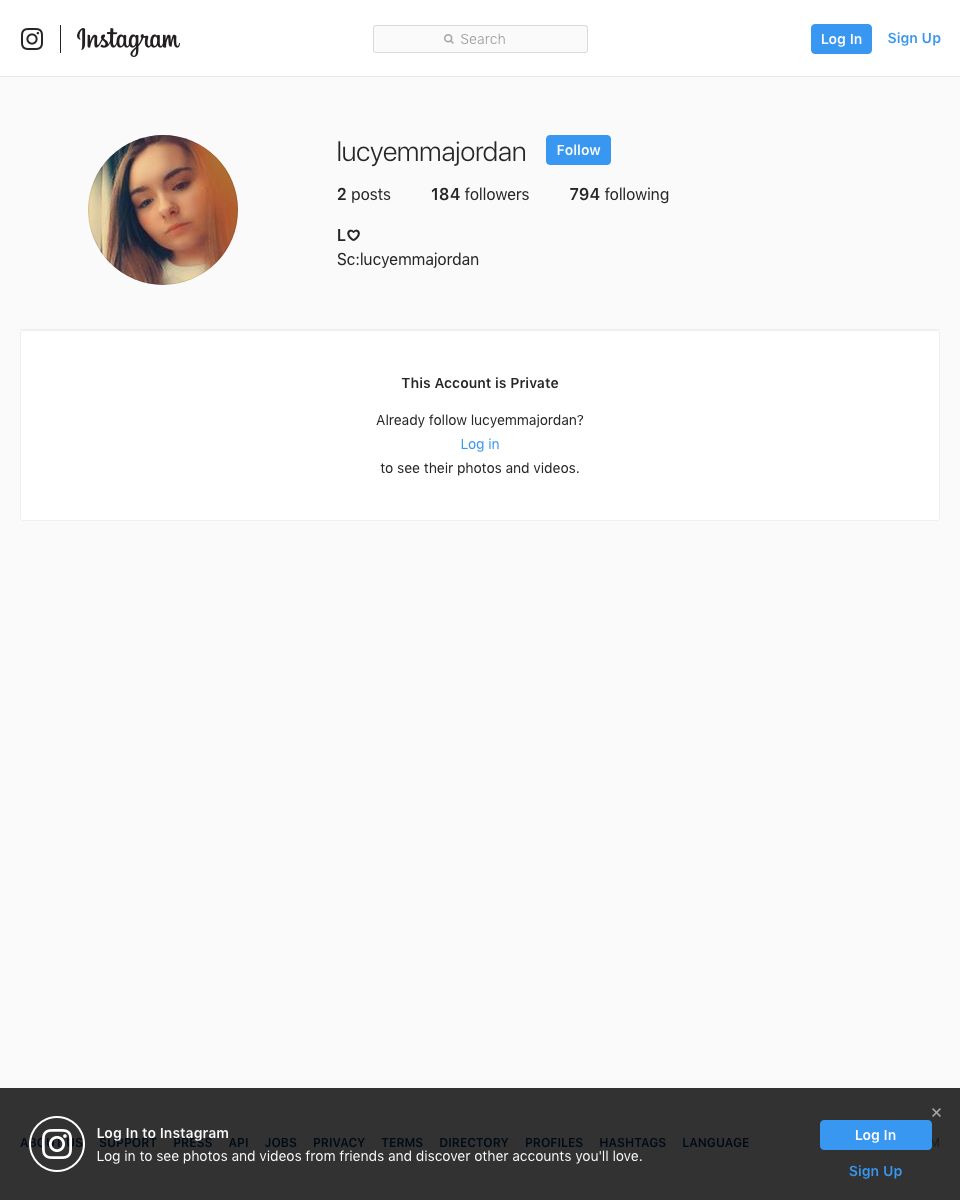 Instagram
Search
Log In
Sign Up
lucyemmajordan
Follow
2 posts 184 followers 794 following
L♡
Sc:lucyemmajordan
This Account is Private
Already follow lucyemmajordan?
Log in
to see their photos and videos.
Log In to Instagram
Log in to see photos and videos from friends and discover other accounts you'll love.
SUPPORT PRESS API JOBS PRIVACY TERMS DIRECTORY PROFILES HASHTAGS LANGUAGE
Log In
Sign Up